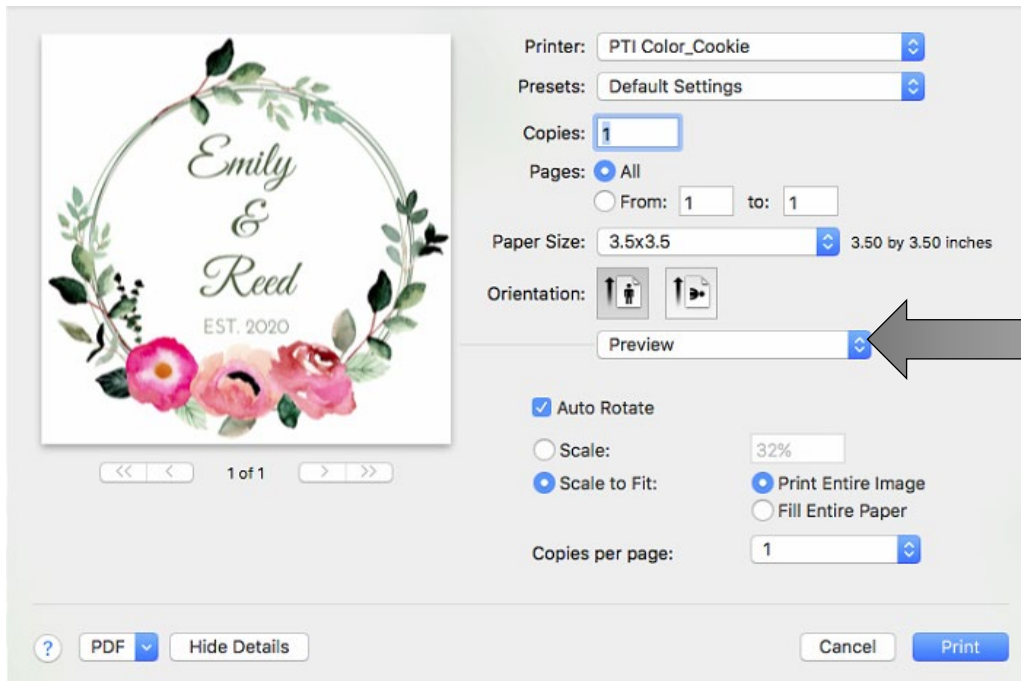 Emily
&
Reed
EST. 2020
<< < 1 of 1 > >>
Printer: PTI Color_Cookie
Presets: Default Settings
Copies: 1
Pages: All
From: 1 to: 1
Paper Size: 3.5x3.5 3.50 by 3.50 inches
Orientation:
Preview
Auto Rotate
Scale: 32%
Scale to Fit: Print Entire Image
Fill Entire Paper
Copies per page: 1
? PDF Hide Details Cancel Print